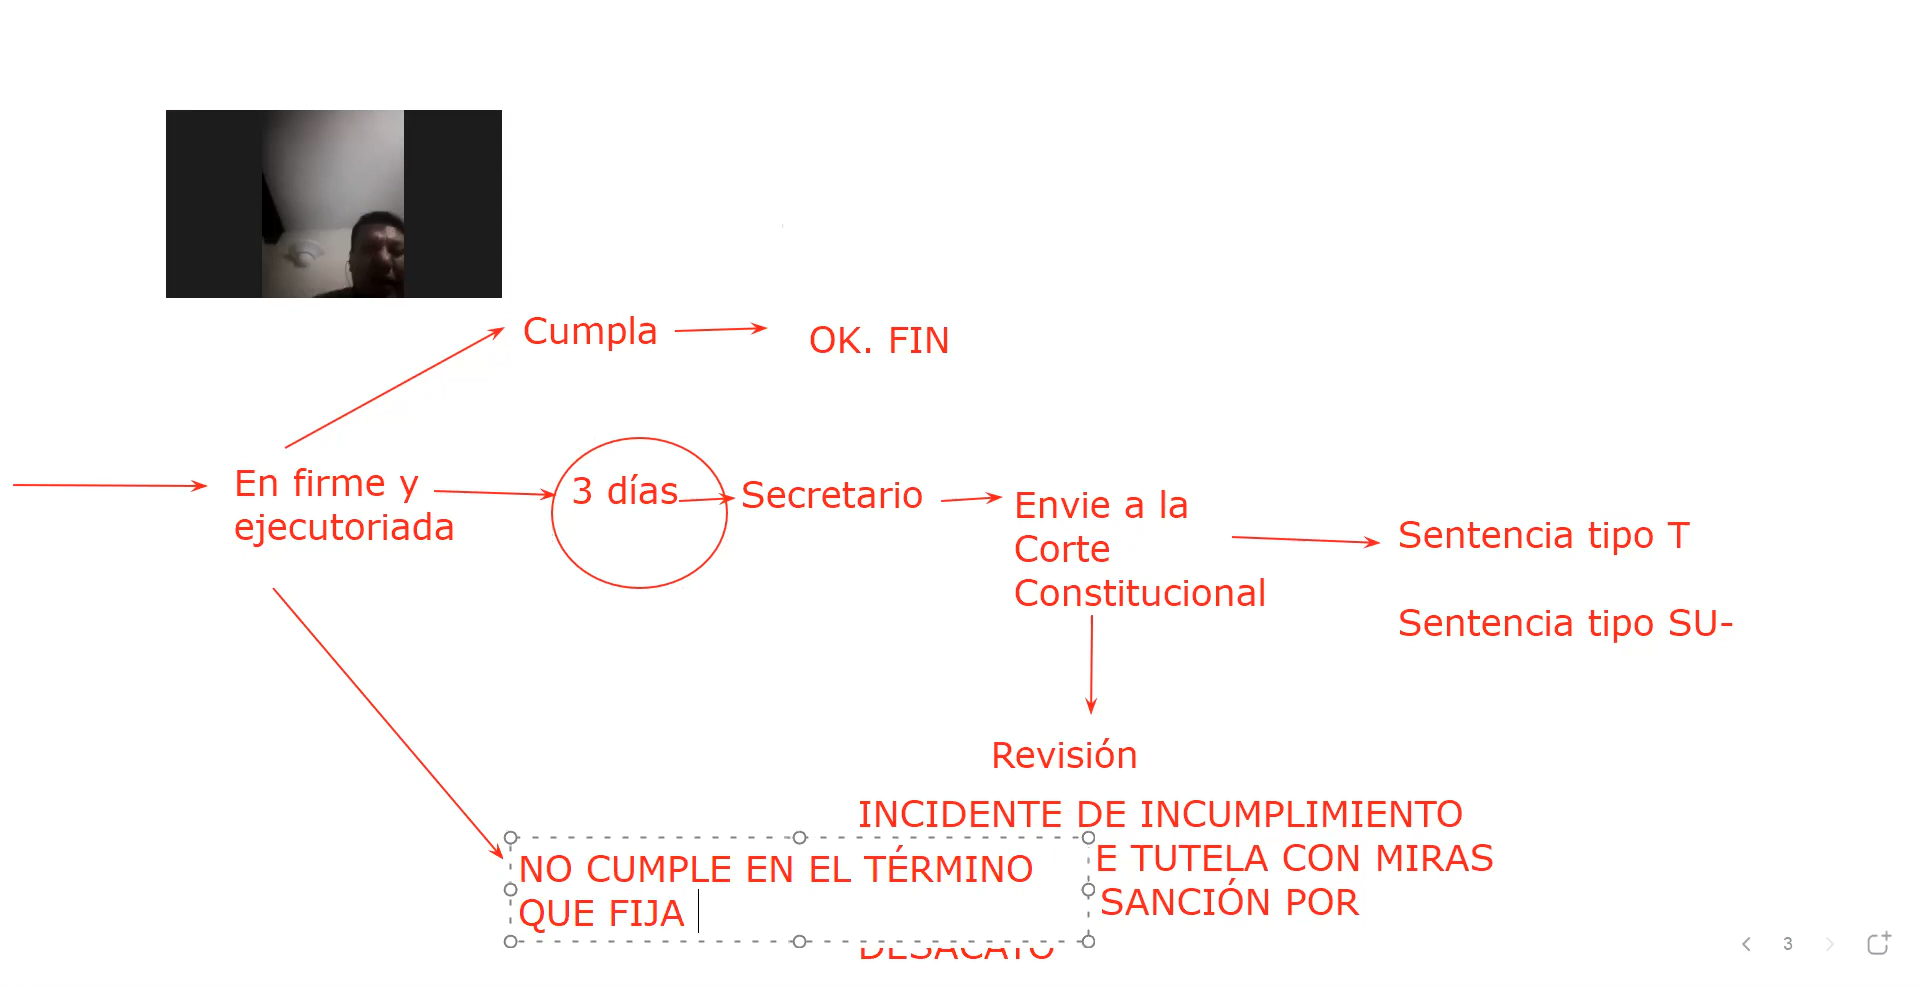 Cumpla
OK. FIN
En firme y
ejecutoriada
3 días
Secretario
Envie a la
Corte
Constitucional
Sentencia tipo T
Sentencia tipo SU-
Revisión
INCIDENTE DE INCUMPLIMIENTO
E TUTELA CON MIRAS
SANCIÓN POR
DESACATO
NO CUMPLE EN EL TÉRMINO
QUE FIJA
3